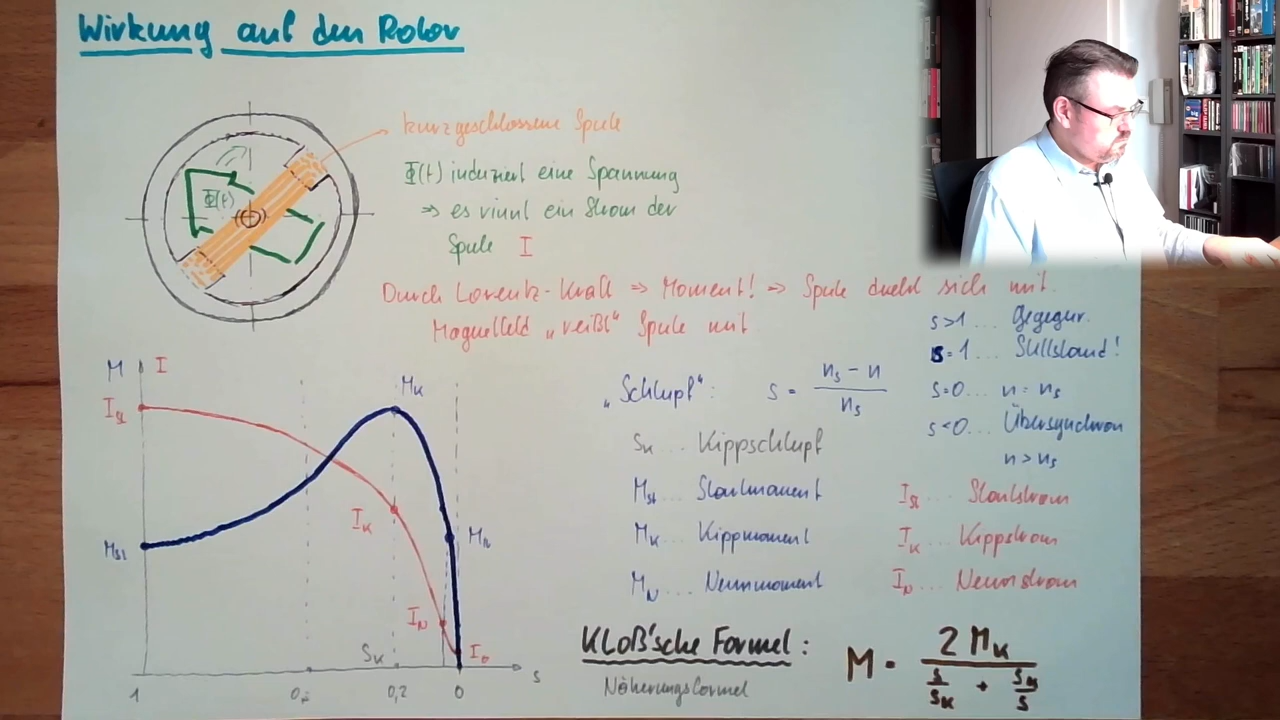 Wirkung auf den Rotor
kurzgeschlossene Spule
Φ(t) induziert eine Spannung
⇒ es rinnt ein Strom der
Spule I
Φ(t)
Durch Lorentz-Kraft ⇒ Moment! ⇒ Spule dreht sich mit.
Magnetfeld „reißt“ Spule mit
s>1 ... Gegegur.
s=1 ... Stillstand!
s=0 ... n = ns
s<0 ... Übersynchron
n > ns
„Schlupf“: s = (ns - n) / ns
sK ... Kippschlupf
MSt ... Startmoment
MK ... Kippmoment
MN ... Nennmoment
ISt ... Startstrom
IK ... Kippstrom
IN ... Nennstrom
M I
ISt
MK
IK
MSt
MN
IN
I0
SK
s
1 0,2 0
Kloß'sche Formel:
Näherungsformel
M = 2 MK / (s/sK + sK/s)